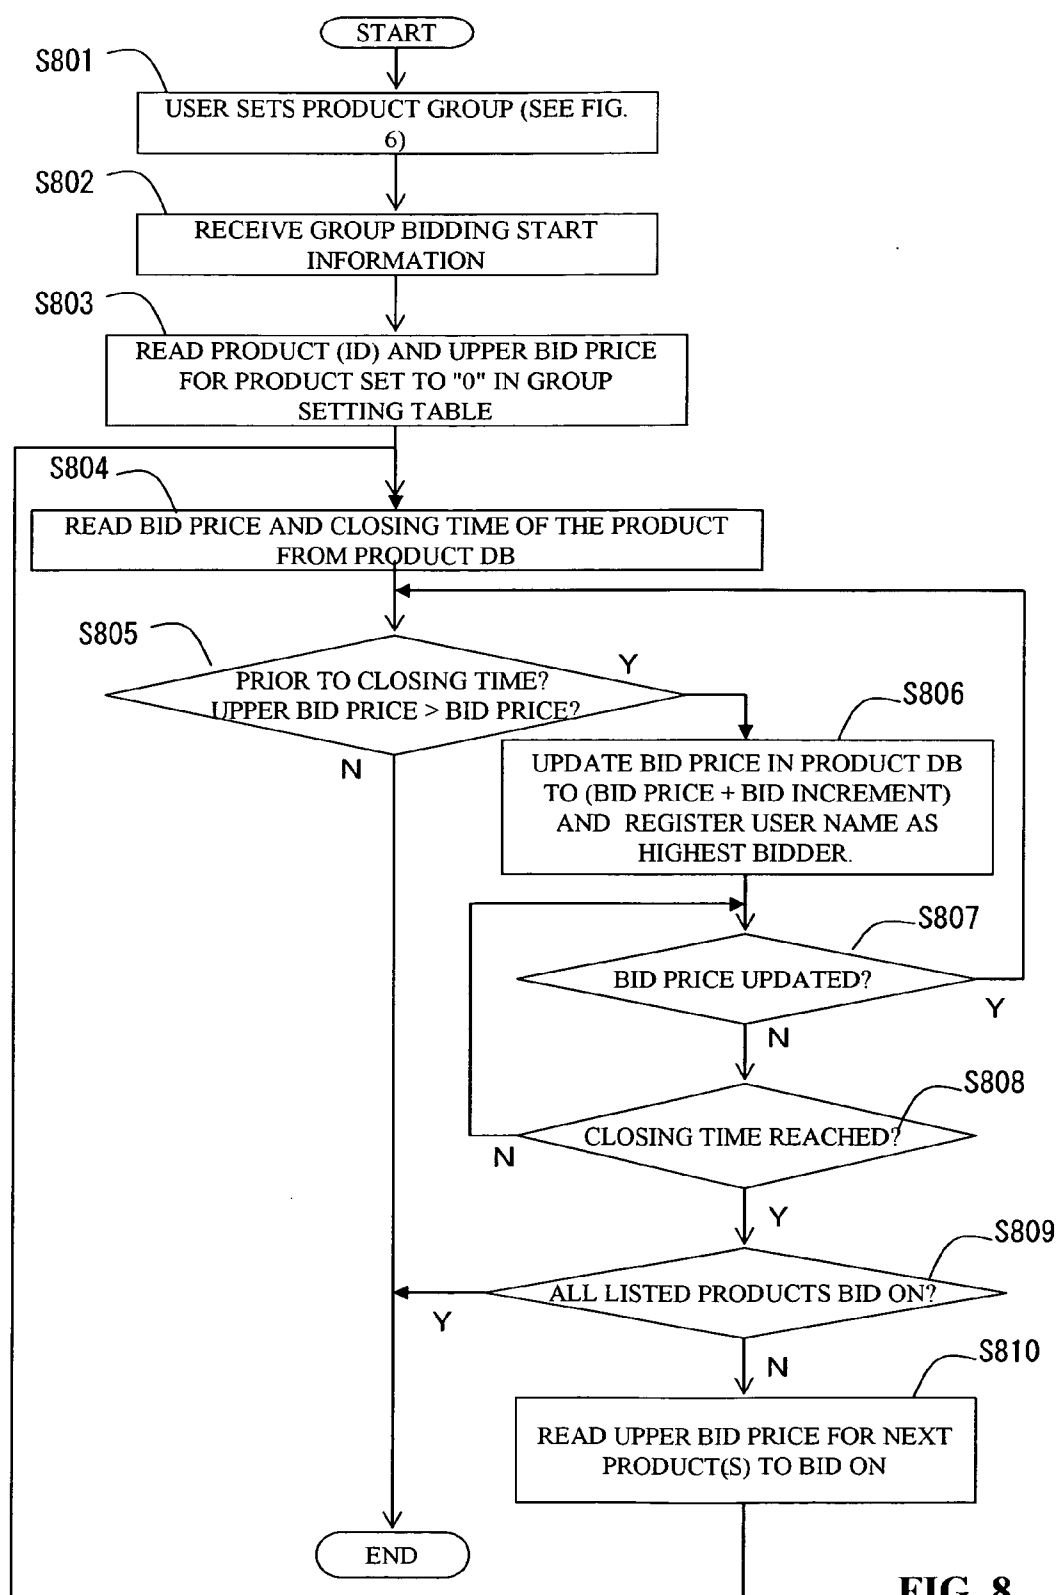 START
S801
USER SETS PRODUCT GROUP (SEE FIG.
6)
S802
RECEIVE GROUP BIDDING START
INFORMATION
S803
READ PRODUCT (ID) AND UPPER BID PRICE
FOR PRODUCT SET TO "0" IN GROUP
SETTING TABLE
S804
READ BID PRICE AND CLOSING TIME OF THE PRODUCT
FROM PRODUCT DB
S805
PRIOR TO CLOSING TIME?
UPPER BID PRICE > BID PRICE?
Y
N
S806
UPDATE BID PRICE IN PRODUCT DB
TO (BID PRICE + BID INCREMENT)
AND REGISTER USER NAME AS
HIGHEST BIDDER.
S807
BID PRICE UPDATED?
Y
N
S808
CLOSING TIME REACHED?
N
Y
S809
ALL LISTED PRODUCTS BID ON?
Y
N
S810
READ UPPER BID PRICE FOR NEXT
PRODUCT(S) TO BID ON
END
FIG. 8